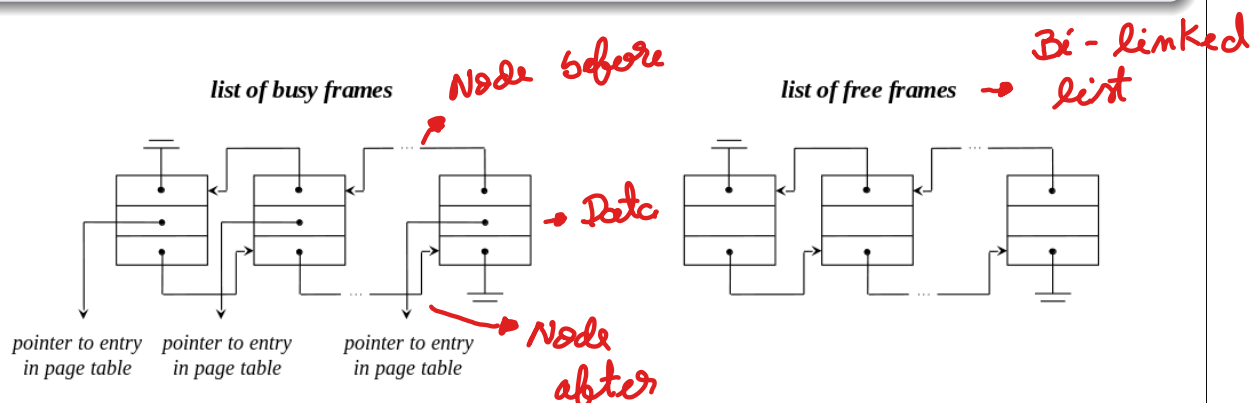 Bi - linked
list of busy frames
Node before
list of free frames
list
...
...
Data
...
...
pointer to entry
in page table
pointer to entry
in page table
pointer to entry
in page table
Node
after